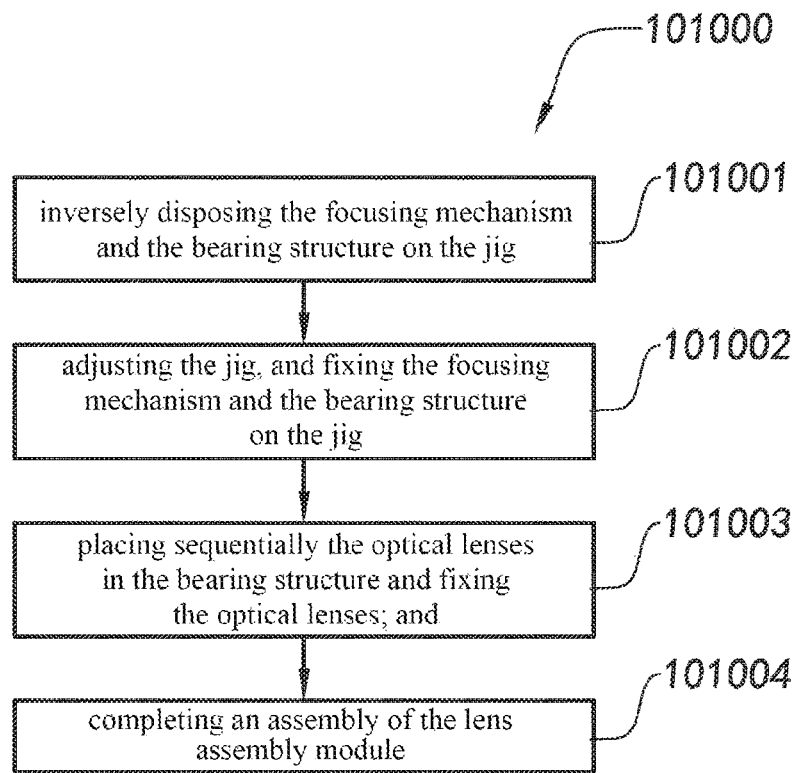 101000
101001
inversely disposing the focusing mechanism
and the bearing structure on the jig
101002
adjusting the jig, and fixing the focusing
mechanism and the bearing structure
on the jig
101003
placing sequentially the optical lenses
in the bearing structure and fixing
the optical lenses; and
101004
completing an assembly of the lens
assembly module